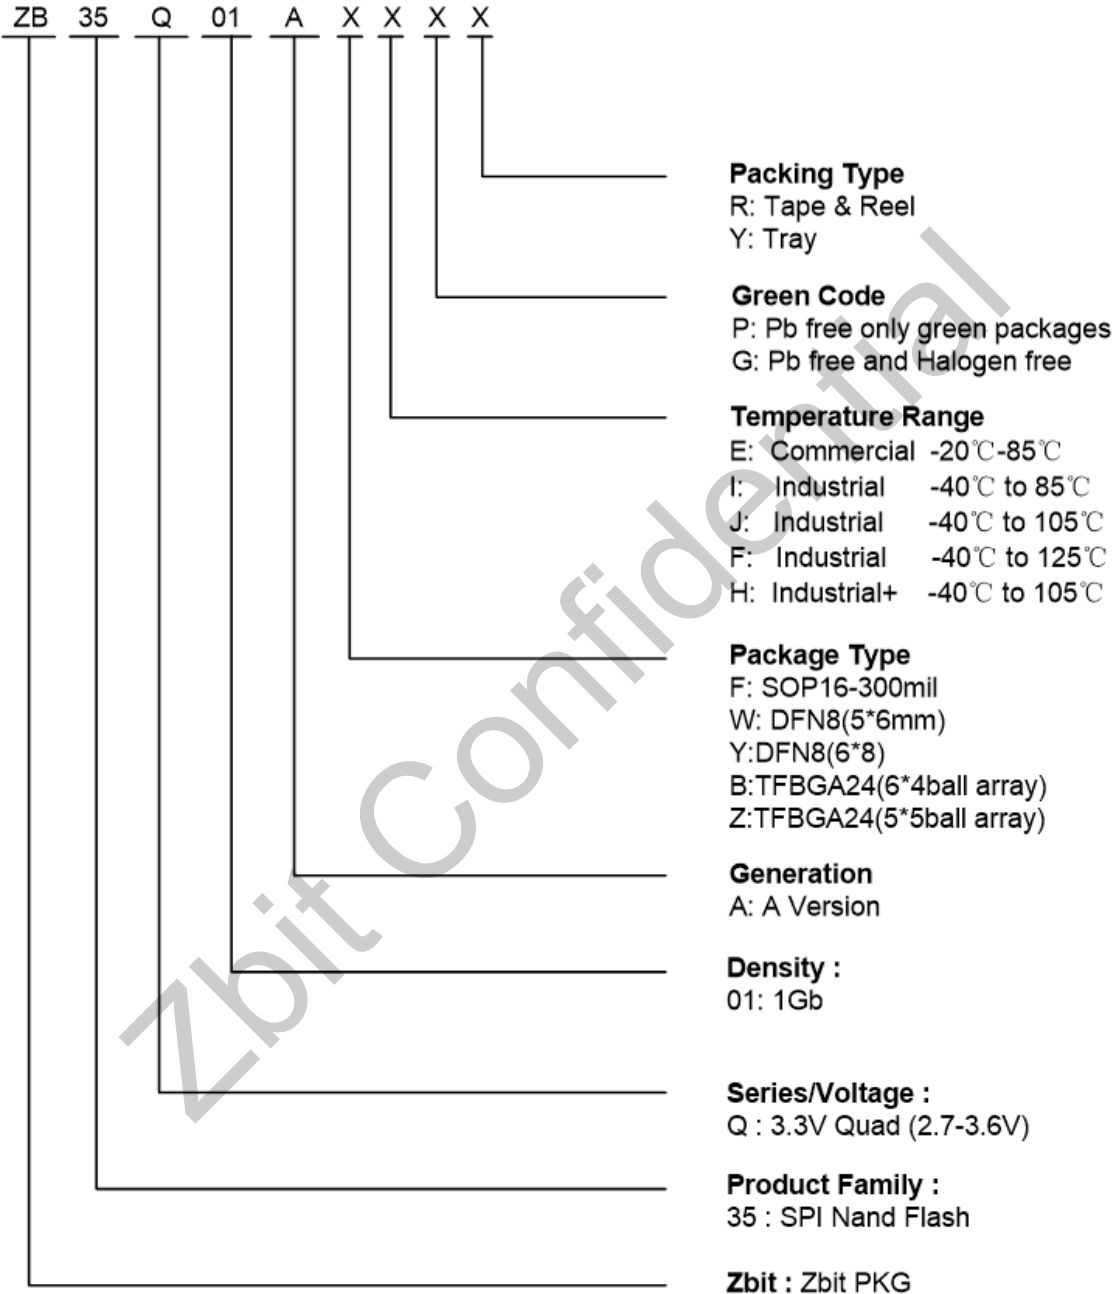 ZB 35 Q 01 A X X X X
Packing Type
R: Tape & Reel
Y: Tray
Green Code
P: Pb free only green packages
G: Pb free and Halogen free
Temperature Range
E: Commercial -20℃-85℃
I: Industrial -40℃ to 85℃
J: Industrial -40℃ to 105℃
F: Industrial -40℃ to 125℃
H: Industrial+ -40℃ to 105℃
Package Type
F: SOP16-300mil
W: DFN8(5*6mm)
Y:DFN8(6*8)
B:TFBGA24(6*4ball array)
Z:TFBGA24(5*5ball array)
Generation
A: A Version
Density :
01: 1Gb
Series/Voltage :
Q : 3.3V Quad (2.7-3.6V)
Product Family :
35 : SPI Nand Flash
Zbit : Zbit PKG
Zbit Confidential